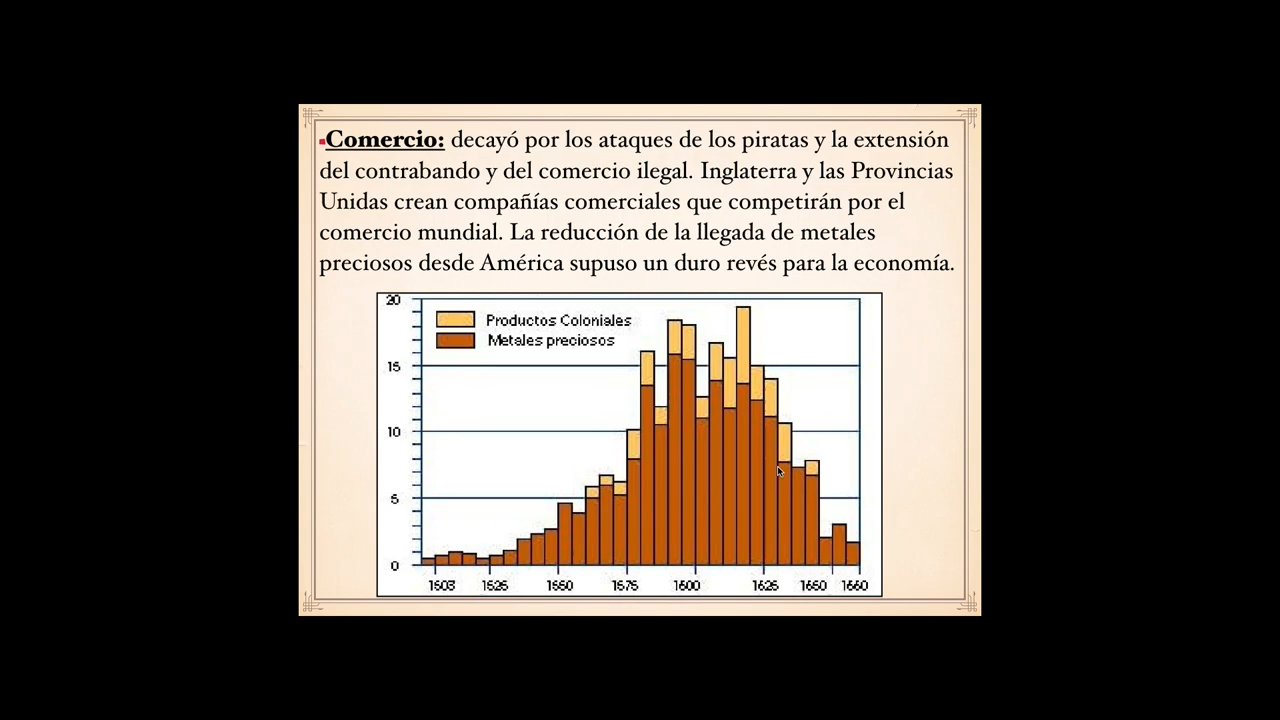 Comercio: decayó por los ataques de los piratas y la extensión
del contrabando y del comercio ilegal. Inglaterra y las Provincias
Unidas crean compañías comerciales que competirán por el
comercio mundial. La reducción de la llegada de metales
preciosos desde América supuso un duro revés para la economía.
20
Productos Coloniales
Metales preciosos
15
10
5
0
1503 1525 1550 1575 1600 1625 1650 1660